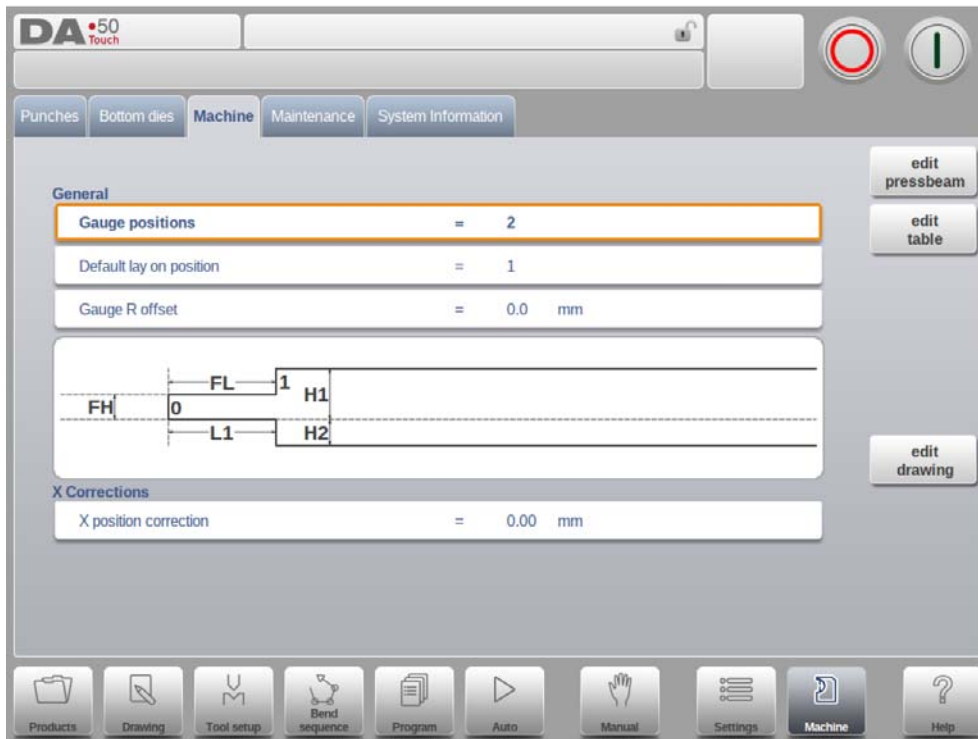 DA•50
Touch
Punches Bottom dies Machine Maintenance System Information
edit
pressbeam
General
Gauge positions = 2
edit
table
Default lay on position = 1
Gauge R offset = 0.0 mm
FL 1 H1
FH 0
L1 H2
edit
drawing
X Corrections
X position correction = 0.00 mm
Products Drawing Tool setup Bend
sequence Program Auto Manual Settings Machine Help